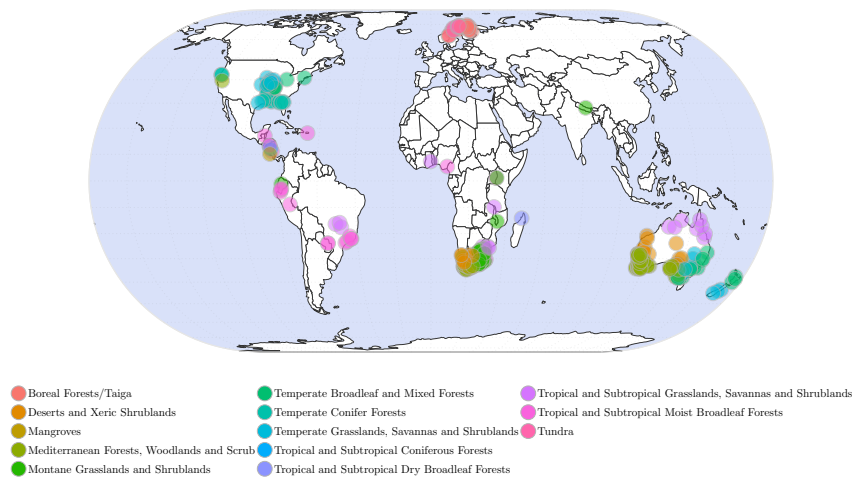 Boreal Forests/Taiga
Deserts and Xeric Shrublands
Mangroves
Mediterranean Forests, Woodlands and Scrub
Montane Grasslands and Shrublands
Temperate Broadleaf and Mixed Forests
Temperate Conifer Forests
Temperate Grasslands, Savannas and Shrublands
Tropical and Subtropical Coniferous Forests
Tropical and Subtropical Dry Broadleaf Forests
Tropical and Subtropical Grasslands, Savannas and Shrublands
Tropical and Subtropical Moist Broadleaf Forests
Tundra